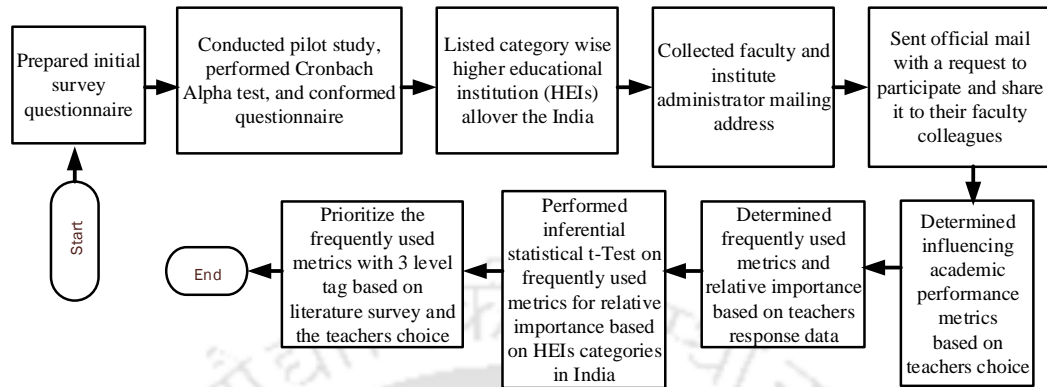 Prepared initial
survey
questionnaire
Conducted pilot study,
performed Cronbach
Alpha test, and conformed
questionnaire
Listed category wise
higher educational
institution (HEIs)
allover the India
Collected faculty and
institute
administrator mailing
address
Sent official mail
with a request to
participate and share
it to their faculty
colleagues
Start
End
Prioritize the
frequently used
metrics with 3 level
tag based on
literature survey and
the teachers choice
Performed
inferential
statistical t-Test on
frequently used
metrics for relative
importance based
on HEIs categories
in India
Determined
frequently used
metrics and
relative importance
based on teachers
response data
Determined
influencing
academic
performance
metrics
based on
teachers choice